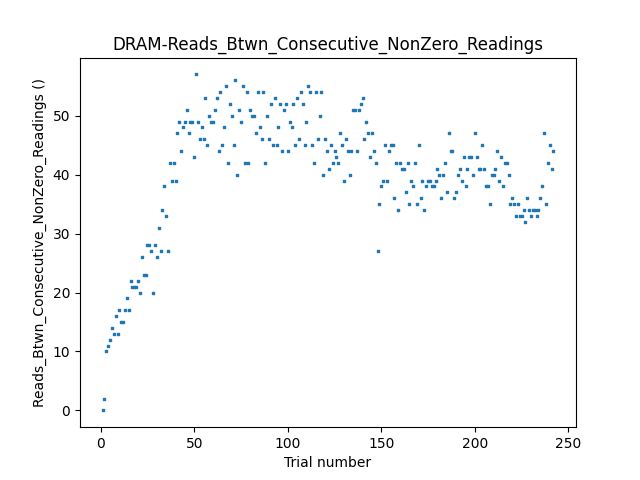 DRAM-Reads_Btwn_Consecutive_NonZero_Readings
Reads_Btwn_Consecutive_NonZero_Readings ()
50
40
30
20
10
0
0 50 100 150 200 250
Trial number